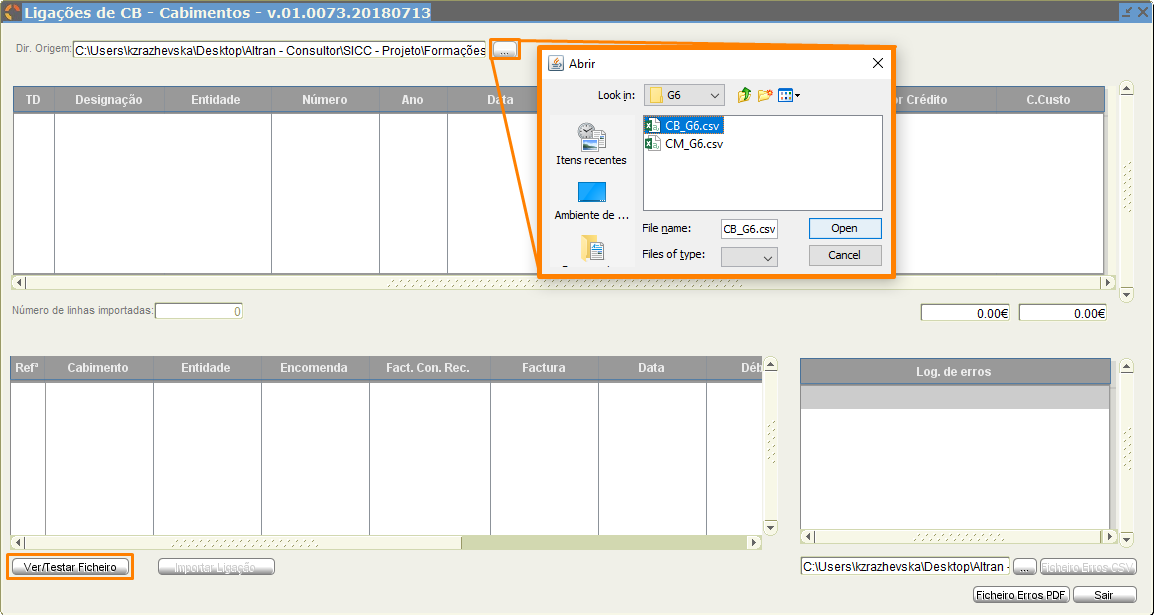 Ligações de CB - Cabimentos - v.01.0073.20180713
Dir. Origem: C:\Users\kzrazhevska\Desktop\Altran - Consultor\SICC - Projeto\Formações ...
TD Designação Entidade Número Ano Data or Crédito C.Custo
Abrir
Look in: G6
CB_G6.csv
CM_G6.csv
Itens recentes
Ambiente de ...
File name: CB_G6.csv Open
Files of type: Cancel
Número de linhas importadas: 0 0.00€ 0.00€
Refª Cabimento Entidade Encomenda Fact. Con. Rec. Factura Data Déb
Log. de erros
Ver/Testar Ficheiro Importar Ligação C:\Users\kzrazhevska\Desktop\Altran - ... Ficheiro Erros CSV
Ficheiro Erros PDF Sair